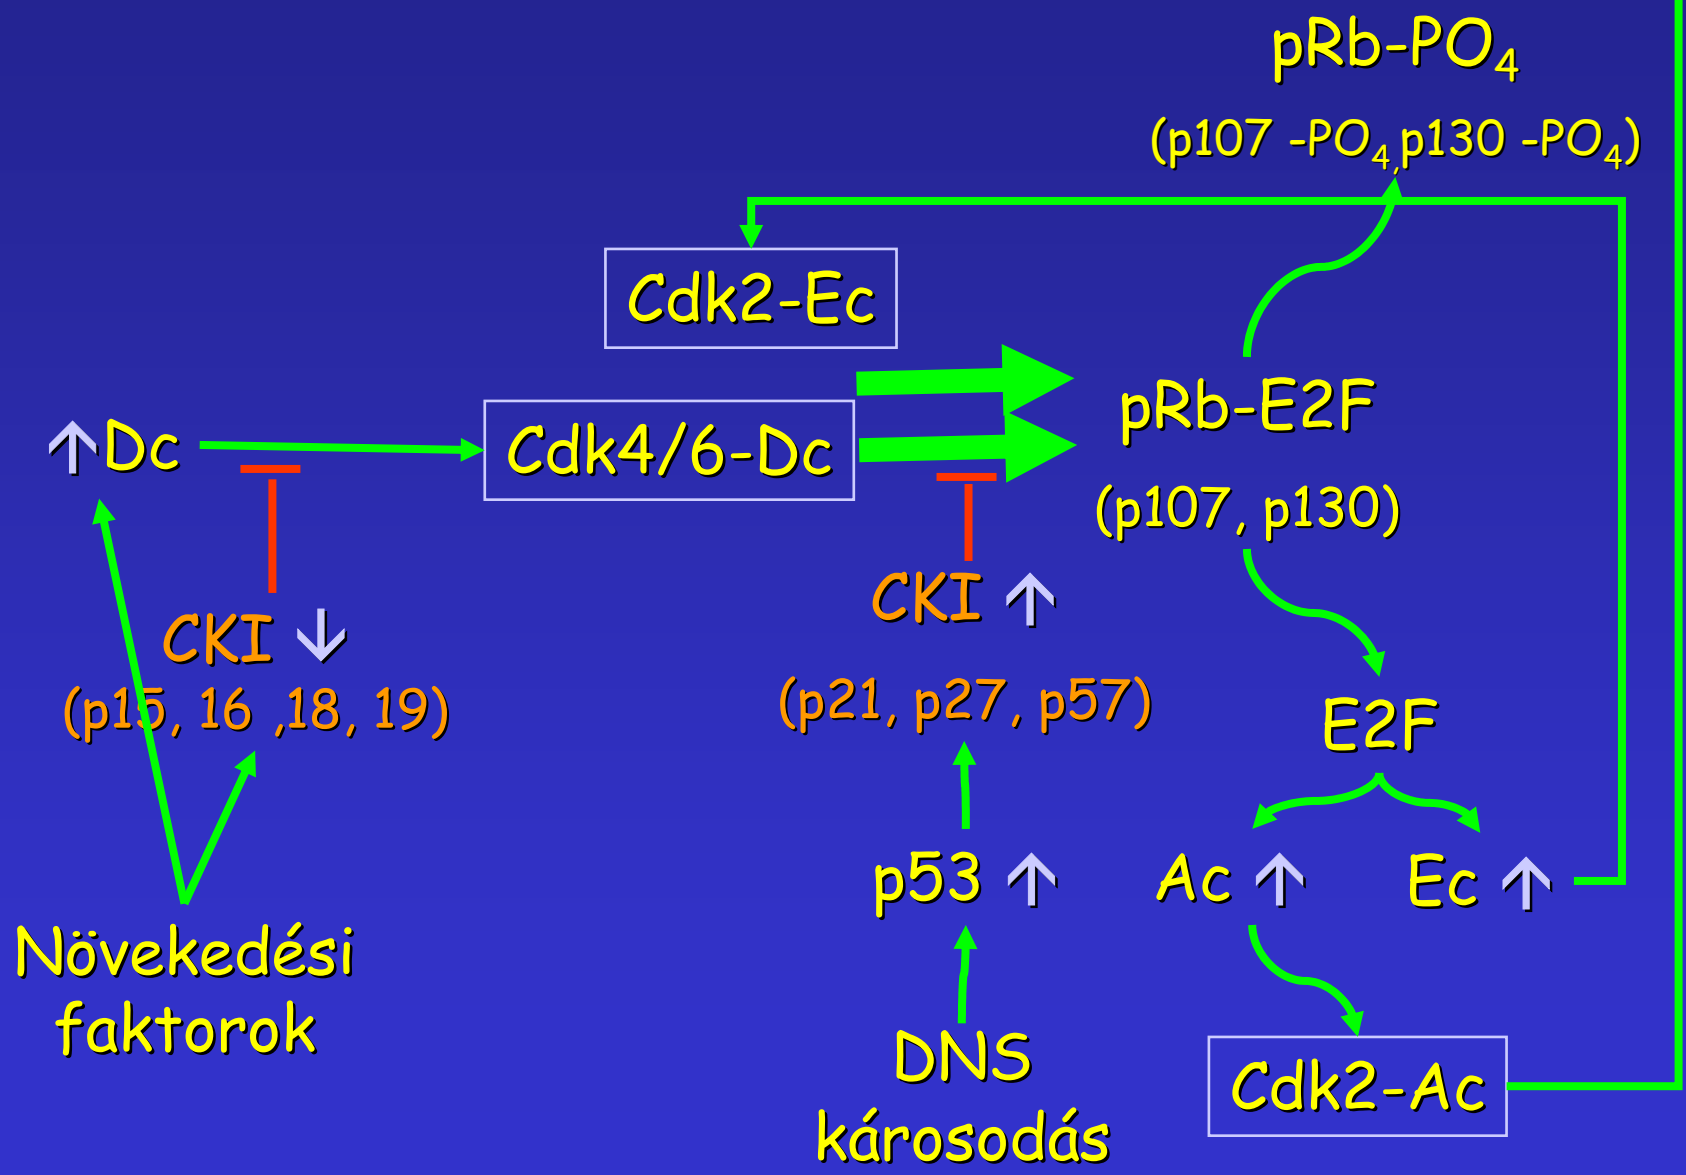 pRb-PO₄
(p107 -PO₄,p130 -PO₄)
Cdk2-Ec
pRb-E2F
↑Dc
Cdk4/6-Dc
(p107, p130)
CKI ↑
CKI ↓
(p15, 16 ,18, 19)
(p21, p27, p57)
E2F
p53 ↑
Ac ↑
Ec ↑
Növekedési
faktorok
DNS
károsodás
Cdk2-Ac